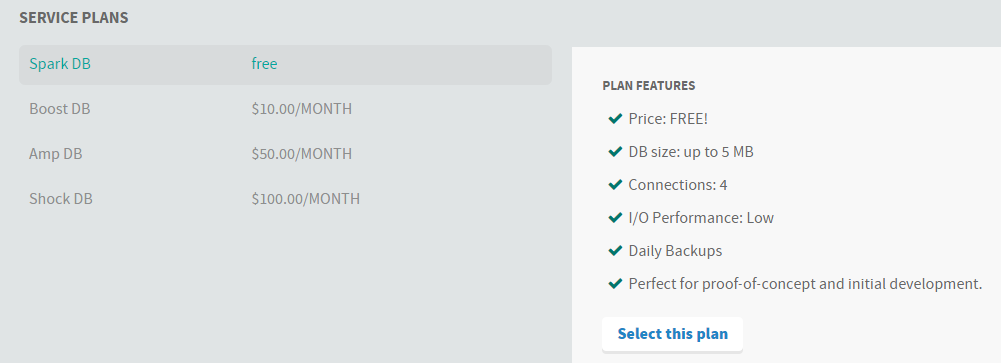 SERVICE PLANS
Spark DB free
Boost DB $10.00/MONTH
Amp DB $50.00/MONTH
Shock DB $100.00/MONTH
PLAN FEATURES
Price: FREE!
DB size: up to 5 MB
Connections: 4
I/O Performance: Low
Daily Backups
Perfect for proof-of-concept and initial development.
Select this plan